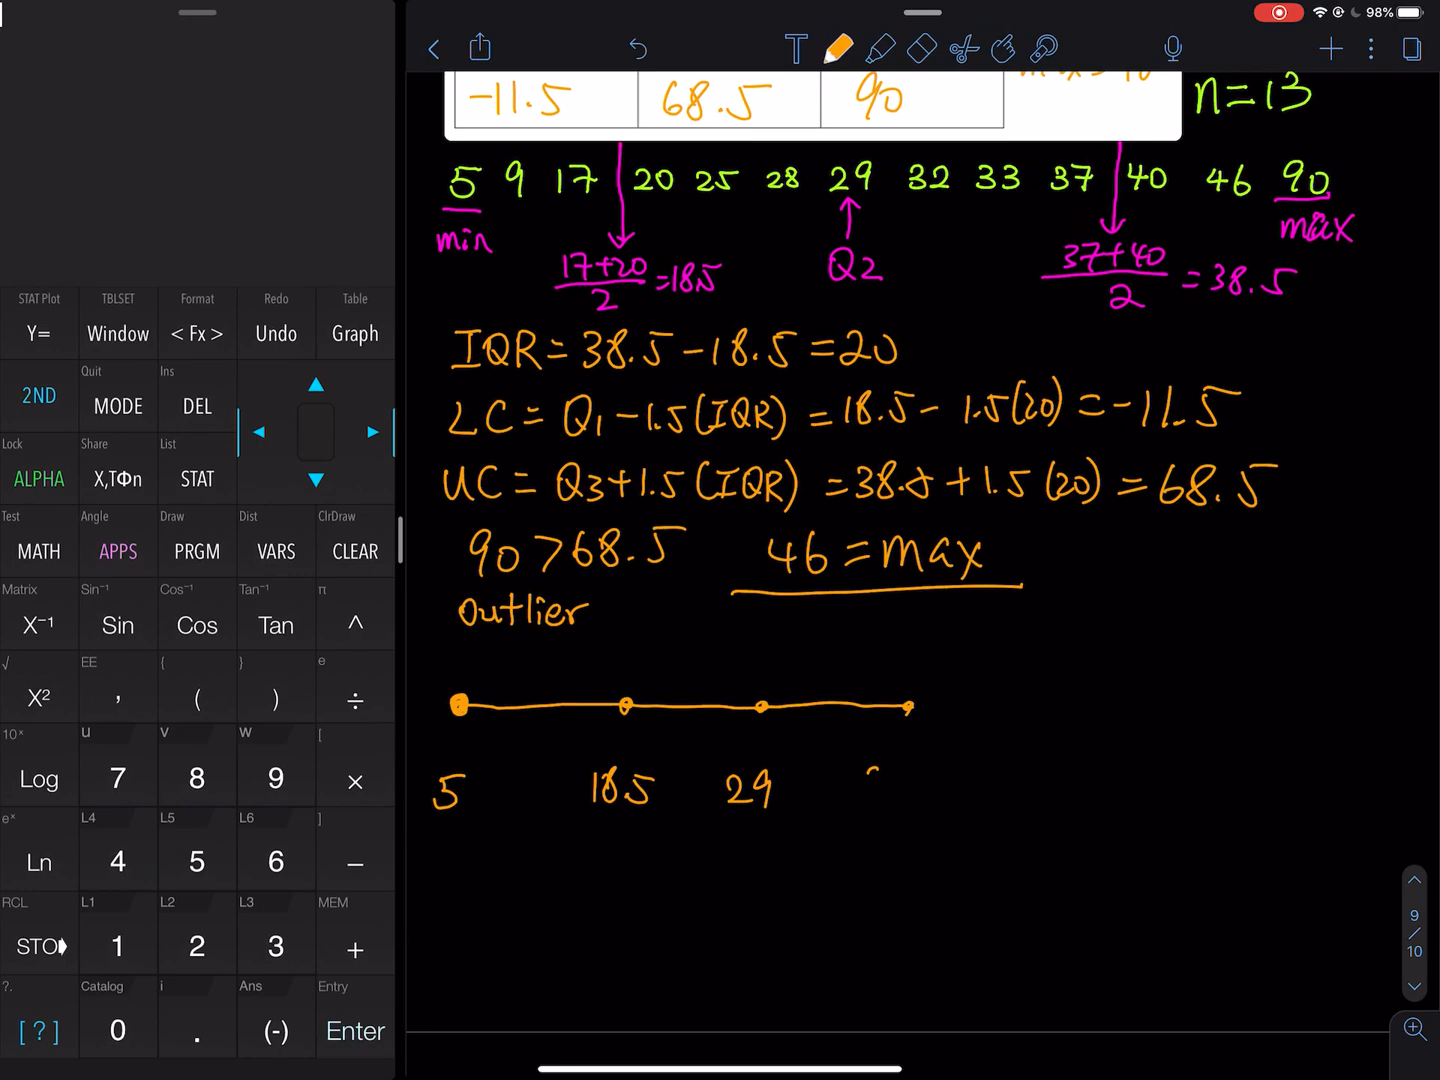 98%
-11.5 68.5 90 n=13
5 9 17 20 25 28 29 32 33 37 40 46 90
min max
17+20/2=18.5 Q2 37+40/2=38.5
IQR=38.5-18.5=20
LC=Q1-1.5(IQR)=18.5-1.5(20)=-11.5
UC=Q3+1.5(IQR)=38.5+1.5(20)=68.5
90>68.5 46=max
outlier
5 18.5 29
STAT Plot TBLSET Format Redo Table
Y= Window < Fx > Undo Graph
Quit Ins
2ND MODE DEL
Lock Share List
ALPHA X,TΦn STAT
Test Angle Draw Dist ClrDraw
MATH APPS PRGM VARS CLEAR
Matrix Sin⁻¹ Cos⁻¹ Tan⁻¹ π
X⁻¹ Sin Cos Tan ^
√ EE { } e
X² , ( ) ÷
10ˣ u v w [
Log 7 8 9 ×
eˣ L4 L5 L6 ]
Ln 4 5 6 −
RCL L1 L2 L3 MEM
STO 1 2 3 +
?. Catalog i Ans Entry
[ ? ] 0 . (-) Enter
9
/
10